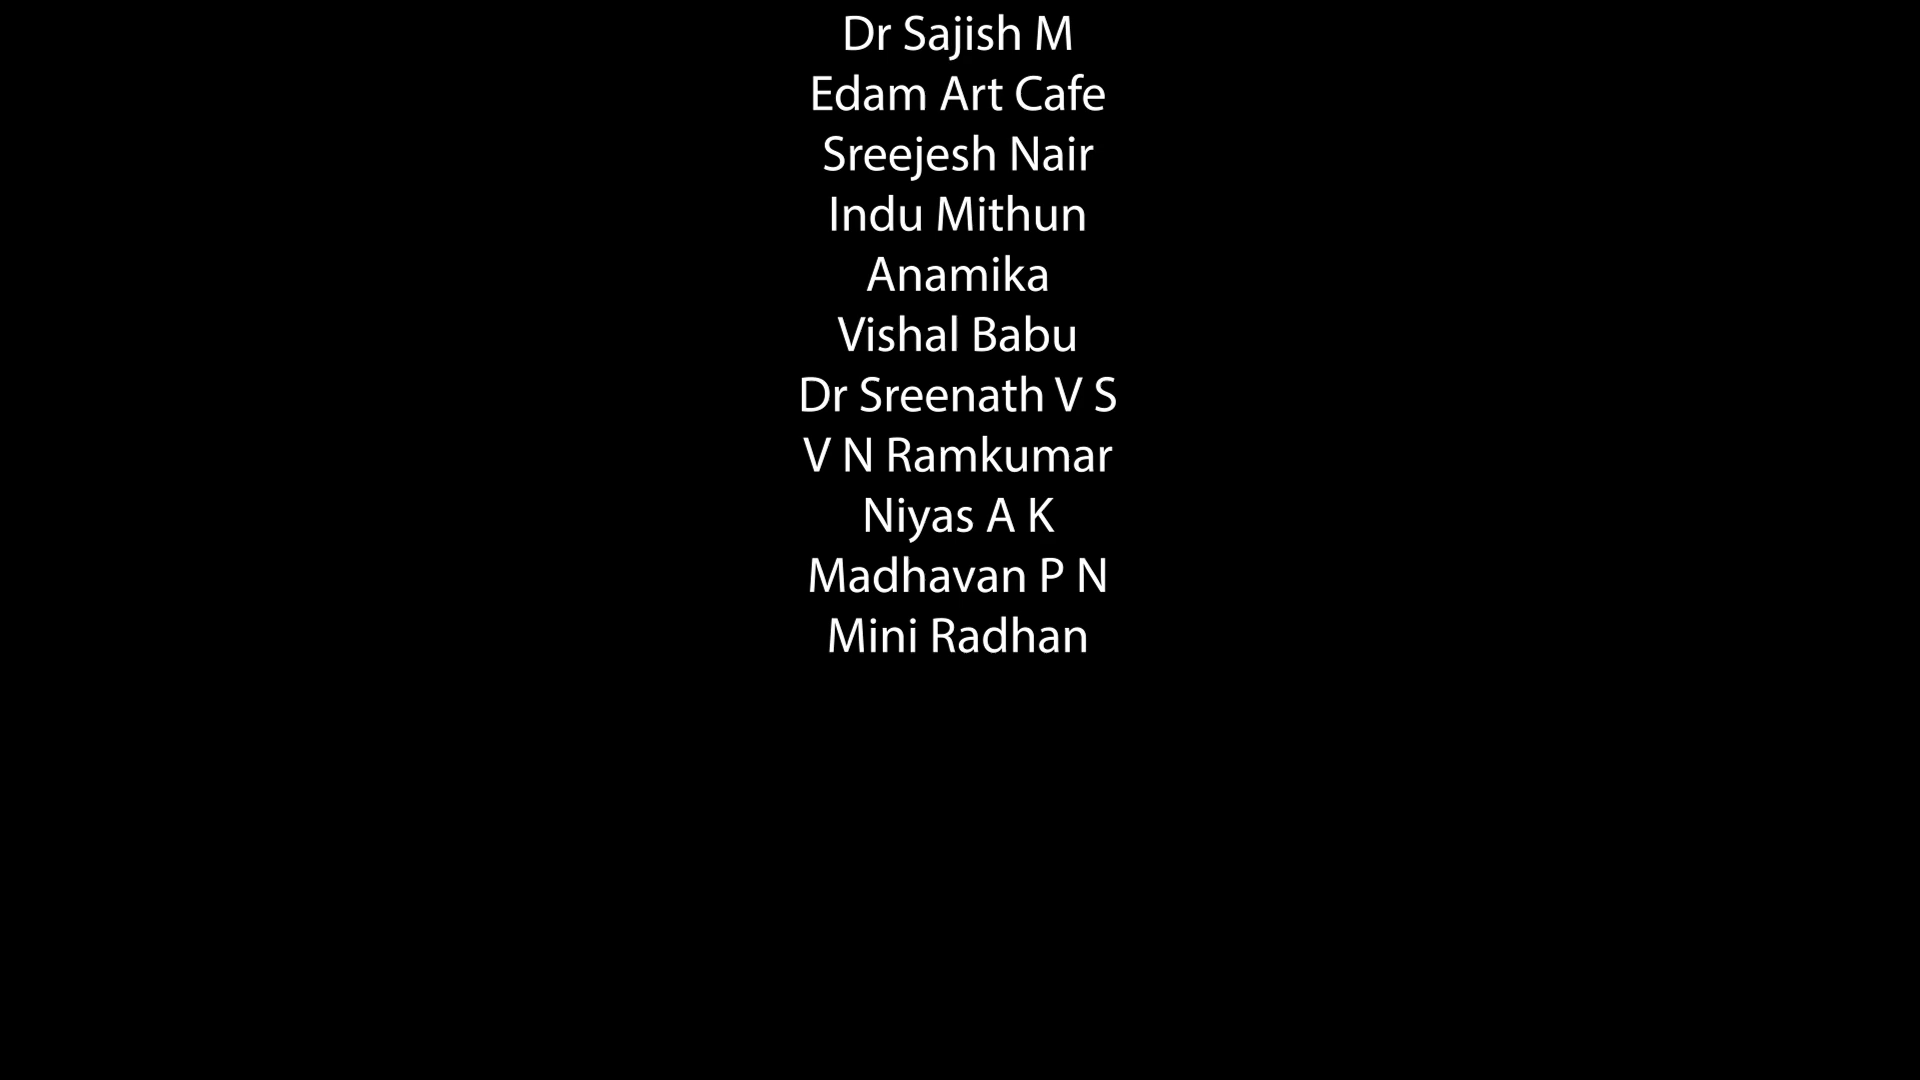 Dr Sajish M
Edam Art Cafe
Sreejesh Nair
Indu Mithun
Anamika
Vishal Babu
Dr Sreenath V S
V N Ramkumar
Niyas A K
Madhavan P N
Mini Radhan